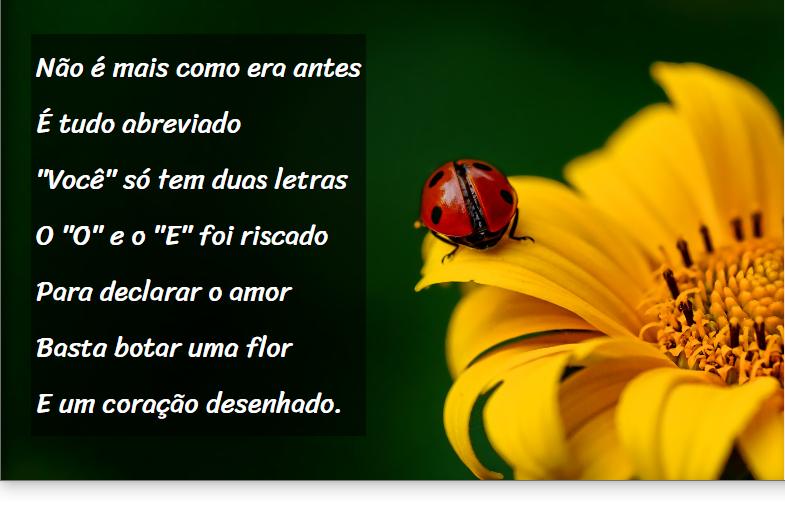 Não é mais como era antes
É tudo abreviado
"Você" só tem duas letras
O "O" e o "E" foi riscado
Para declarar o amor
Basta botar uma flor
E um coração desenhado.